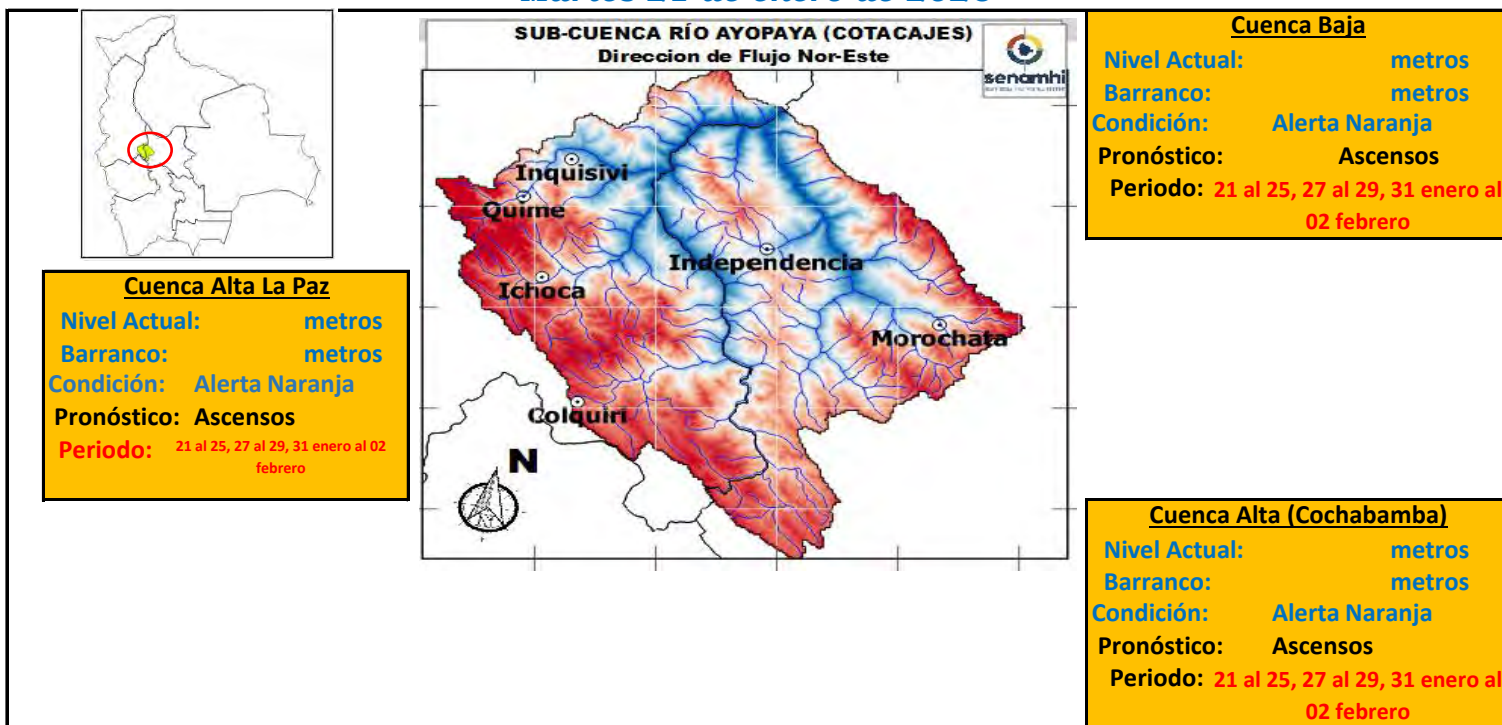 SUB-CUENCA RÍO AYOPAYA (COTACAJES)
Direccion de Flujo Nor-Este
senamhi
Inquisivi
Quime
Independencia
Ichoca
Morochata
Colquiri
N
Cuenca Alta La Paz
Nivel Actual: metros
Barranco: metros
Condición: Alerta Naranja
Pronóstico: Ascensos
Periodo: 21 al 25, 27 al 29, 31 enero al 02
febrero
Cuenca Baja
Nivel Actual: metros
Barranco: metros
Condición: Alerta Naranja
Pronóstico: Ascensos
Periodo: 21 al 25, 27 al 29, 31 enero al
02 febrero
Cuenca Alta (Cochabamba)
Nivel Actual: metros
Barranco: metros
Condición: Alerta Naranja
Pronóstico: Ascensos
Periodo: 21 al 25, 27 al 29, 31 enero al
02 febrero